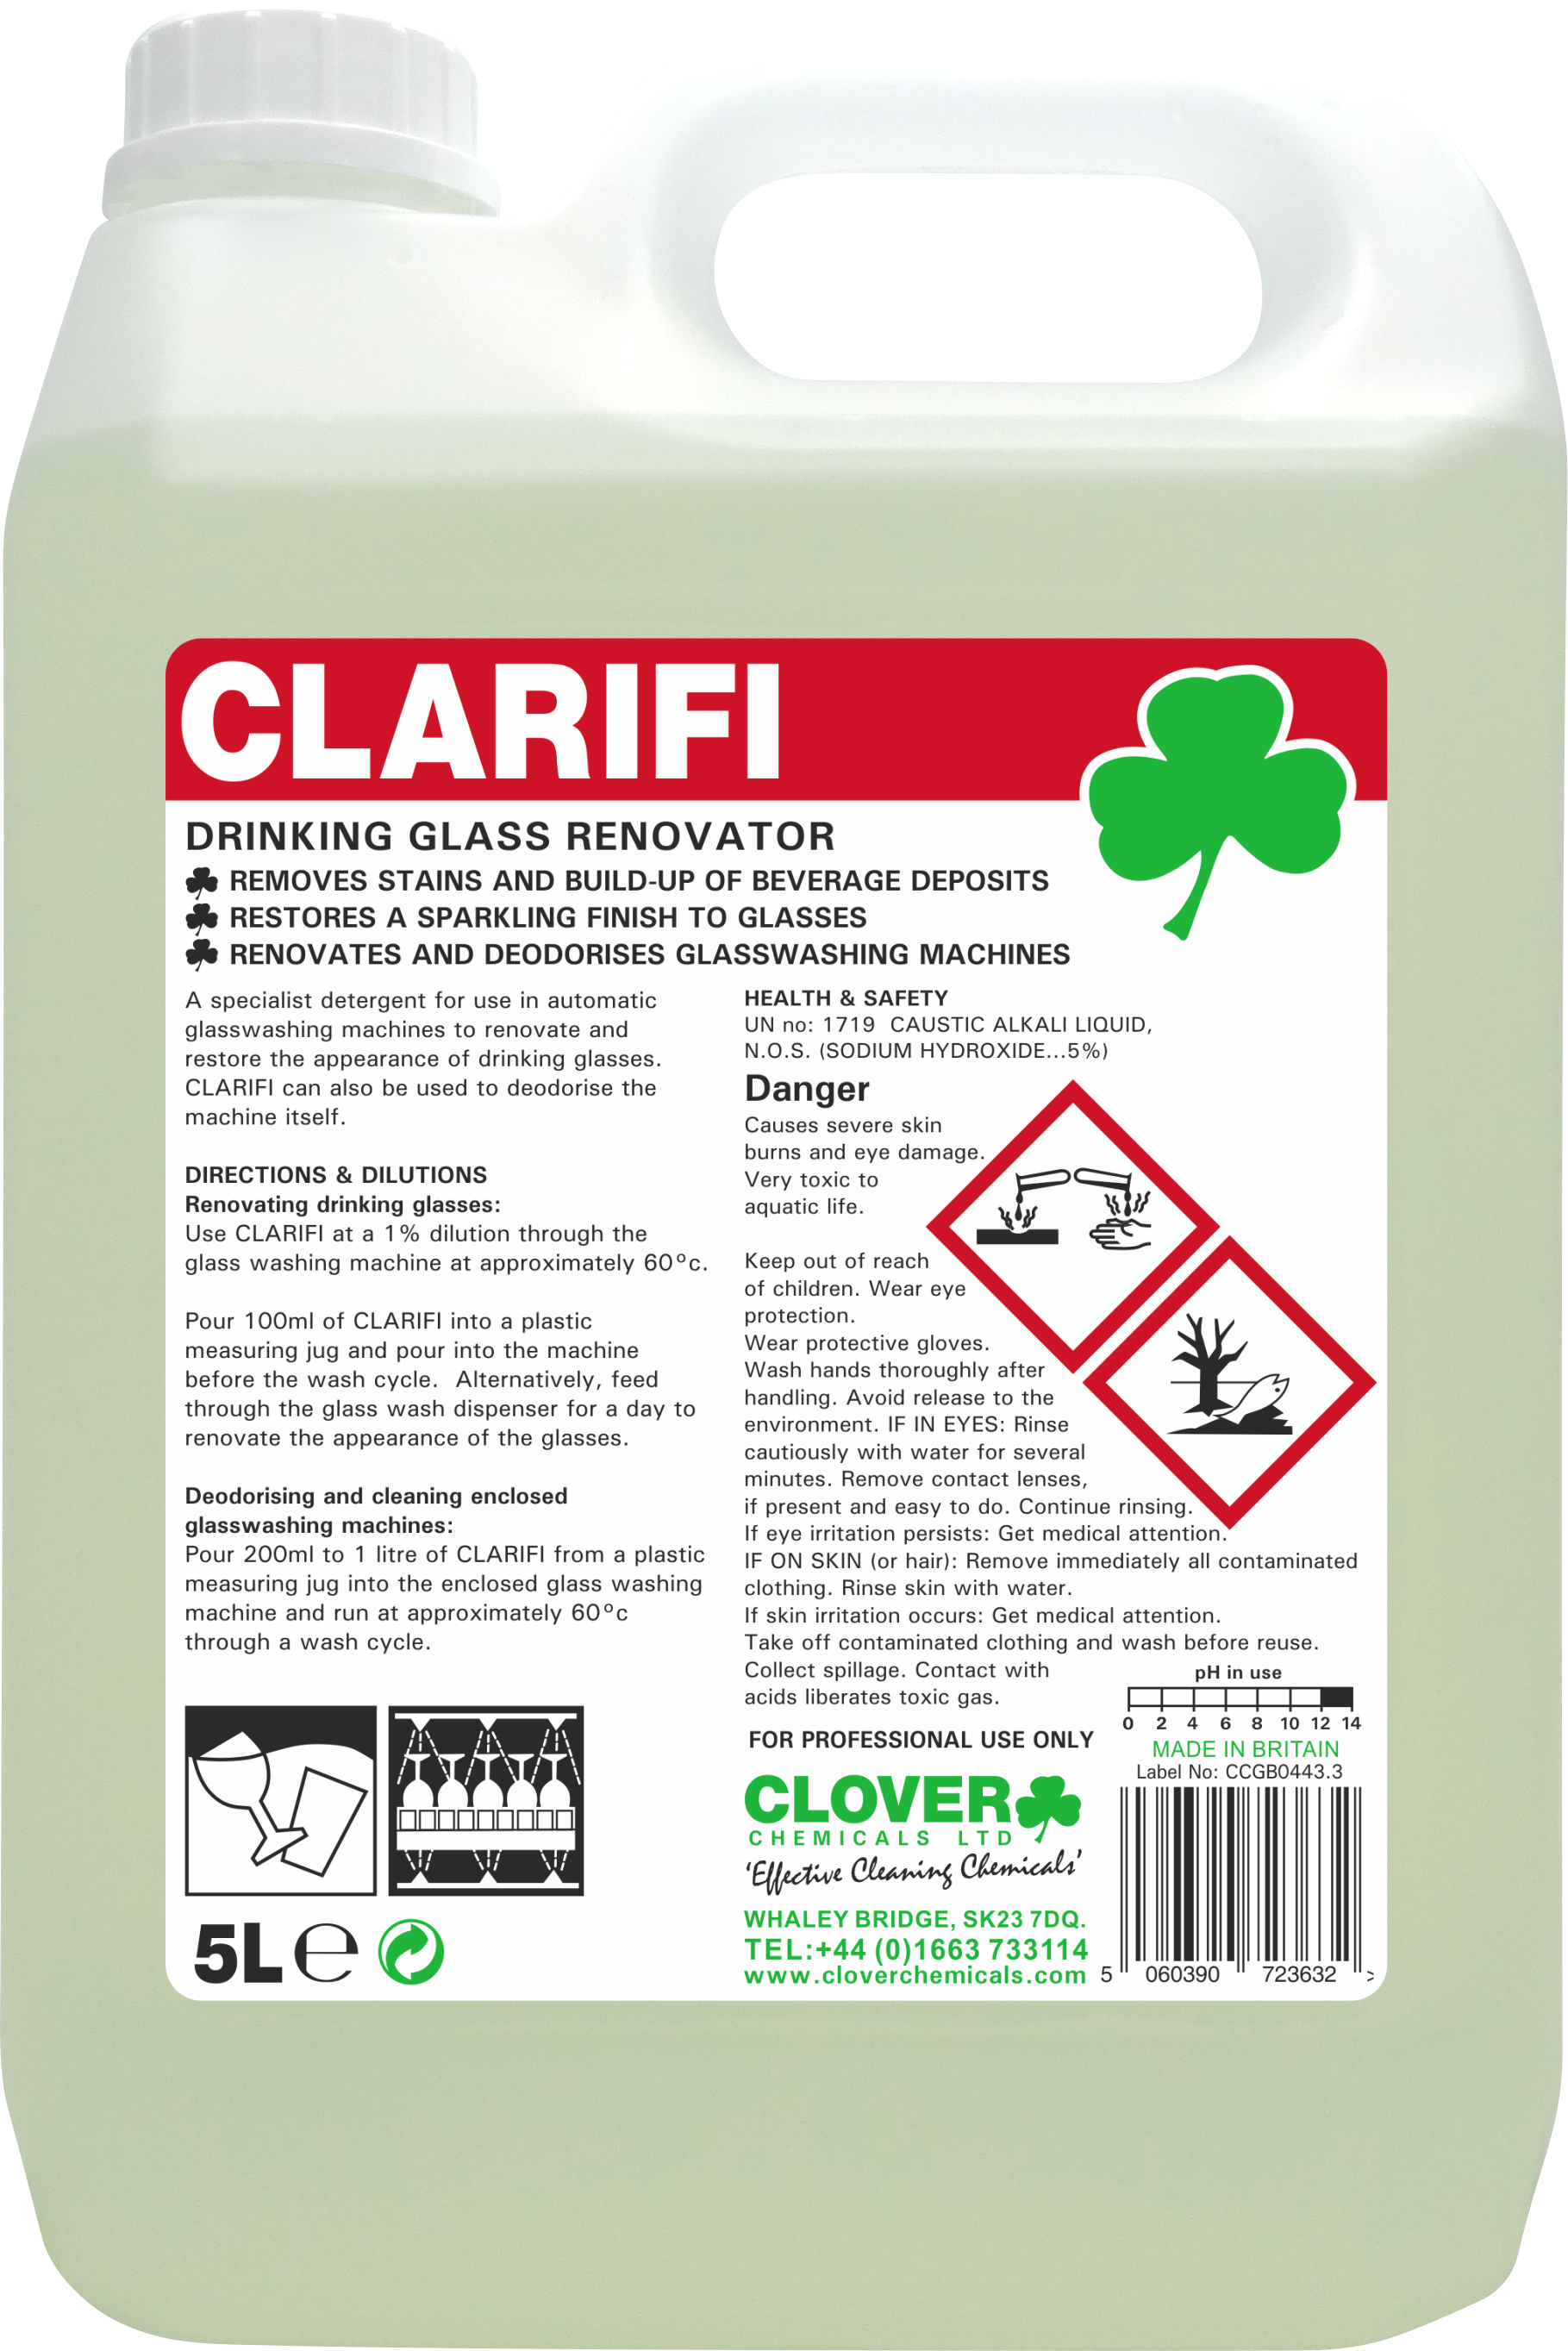 CLARIFI
DRINKING GLASS RENOVATOR
REMOVES STAINS AND BUILD-UP OF BEVERAGE DEPOSITS
RESTORES A SPARKLING FINISH TO GLASSES
RENOVATES AND DEODORISES GLASSWASHING MACHINES
A specialist detergent for use in automatic
glasswashing machines to renovate and
restore the appearance of drinking glasses.
CLARIFI can also be used to deodorise the
machine itself.
DIRECTIONS & DILUTIONS
Renovating drinking glasses:
Use CLARIFI at a 1% dilution through the
glass washing machine at approximately 60ºc.
Pour 100ml of CLARIFI into a plastic
measuring jug and pour into the machine
before the wash cycle.  Alternatively, feed
through the glass wash dispenser for a day to
renovate the appearance of the glasses.
Deodorising and cleaning enclosed
glasswashing machines:
Pour 200ml to 1 litre of CLARIFI from a plastic
measuring jug into the enclosed glass washing
machine and run at approximately 60ºc
through a wash cycle.
5L e
HEALTH & SAFETY
UN no: 1719  CAUSTIC ALKALI LIQUID,
N.O.S. (SODIUM HYDROXIDE...5%)
Danger
Causes severe skin
burns and eye damage.
Very toxic to
aquatic life.
Keep out of reach
of children. Wear eye
protection.
Wear protective gloves.
Wash hands thoroughly after
handling. Avoid release to the
environment. IF IN EYES: Rinse
cautiously with water for several
minutes. Remove contact lenses,
if present and easy to do. Continue rinsing.
If eye irritation persists: Get medical attention.
IF ON SKIN (or hair): Remove immediately all contaminated
clothing. Rinse skin with water.
If skin irritation occurs: Get medical attention.
Take off contaminated clothing and wash before reuse.
Collect spillage. Contact with
acids liberates toxic gas.
FOR PROFESSIONAL USE ONLY
CLOVER
CHEMICALS LTD
'Effective Cleaning Chemicals'
WHALEY BRIDGE, SK23 7DQ.
TEL:+44 (0)1663 733114
www.cloverchemicals.com
pH in use
0 2 4 6 8 10 12 14
MADE IN BRITAIN
Label No: CCGB0443.3
5 060390 723632 >